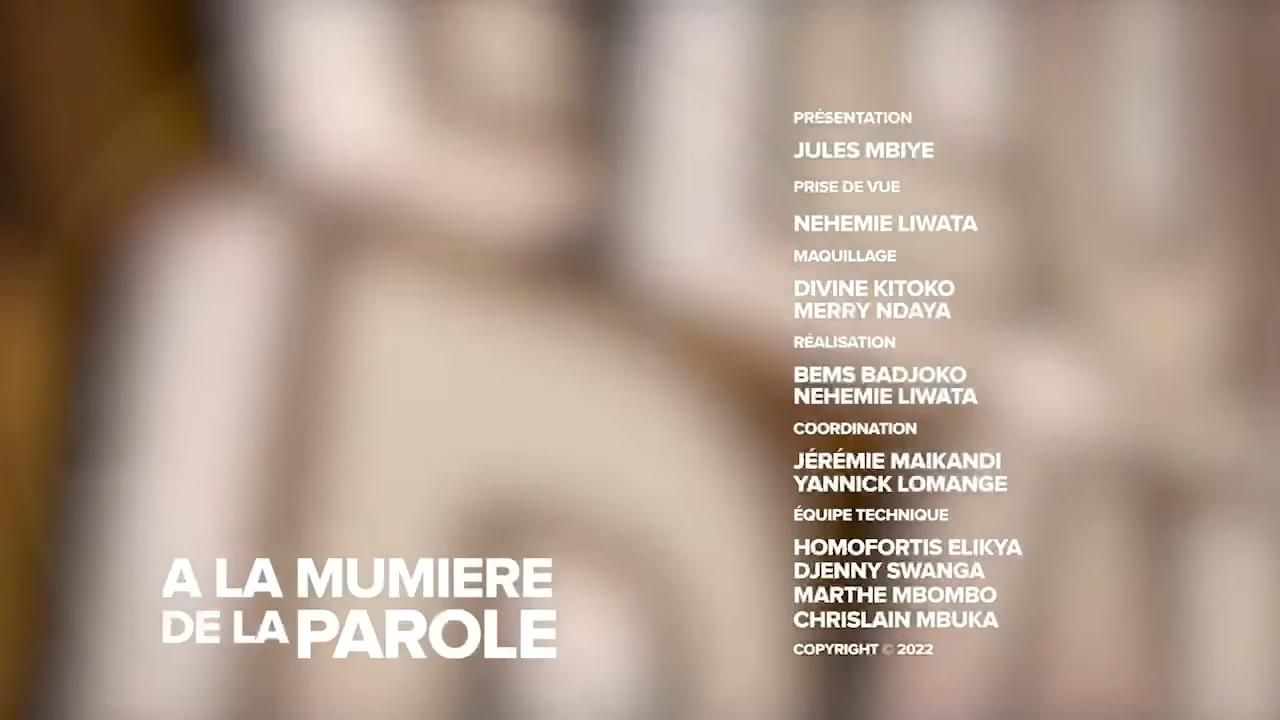 PRÉSENTATION
JULES MBIYE
PRISE DE VUE
NEHEMIE LIWATA
MAQUILLAGE
DIVINE KITOKO
MERRY NDAYA
RÉALISATION
BEMS BADJOKO
NEHEMIE LIWATA
COORDINATION
JÉRÉMIE MAIKANDI
YANNICK LOMANGE
ÉQUIPE TECHNIQUE
HOMOFORTIS ELIKYA
DJENNY SWANGA
MARTHE MBOMBO
CHRISLAIN MBUKA
COPYRIGHT © 2022
A LA MUMIERE
DE LA PAROLE